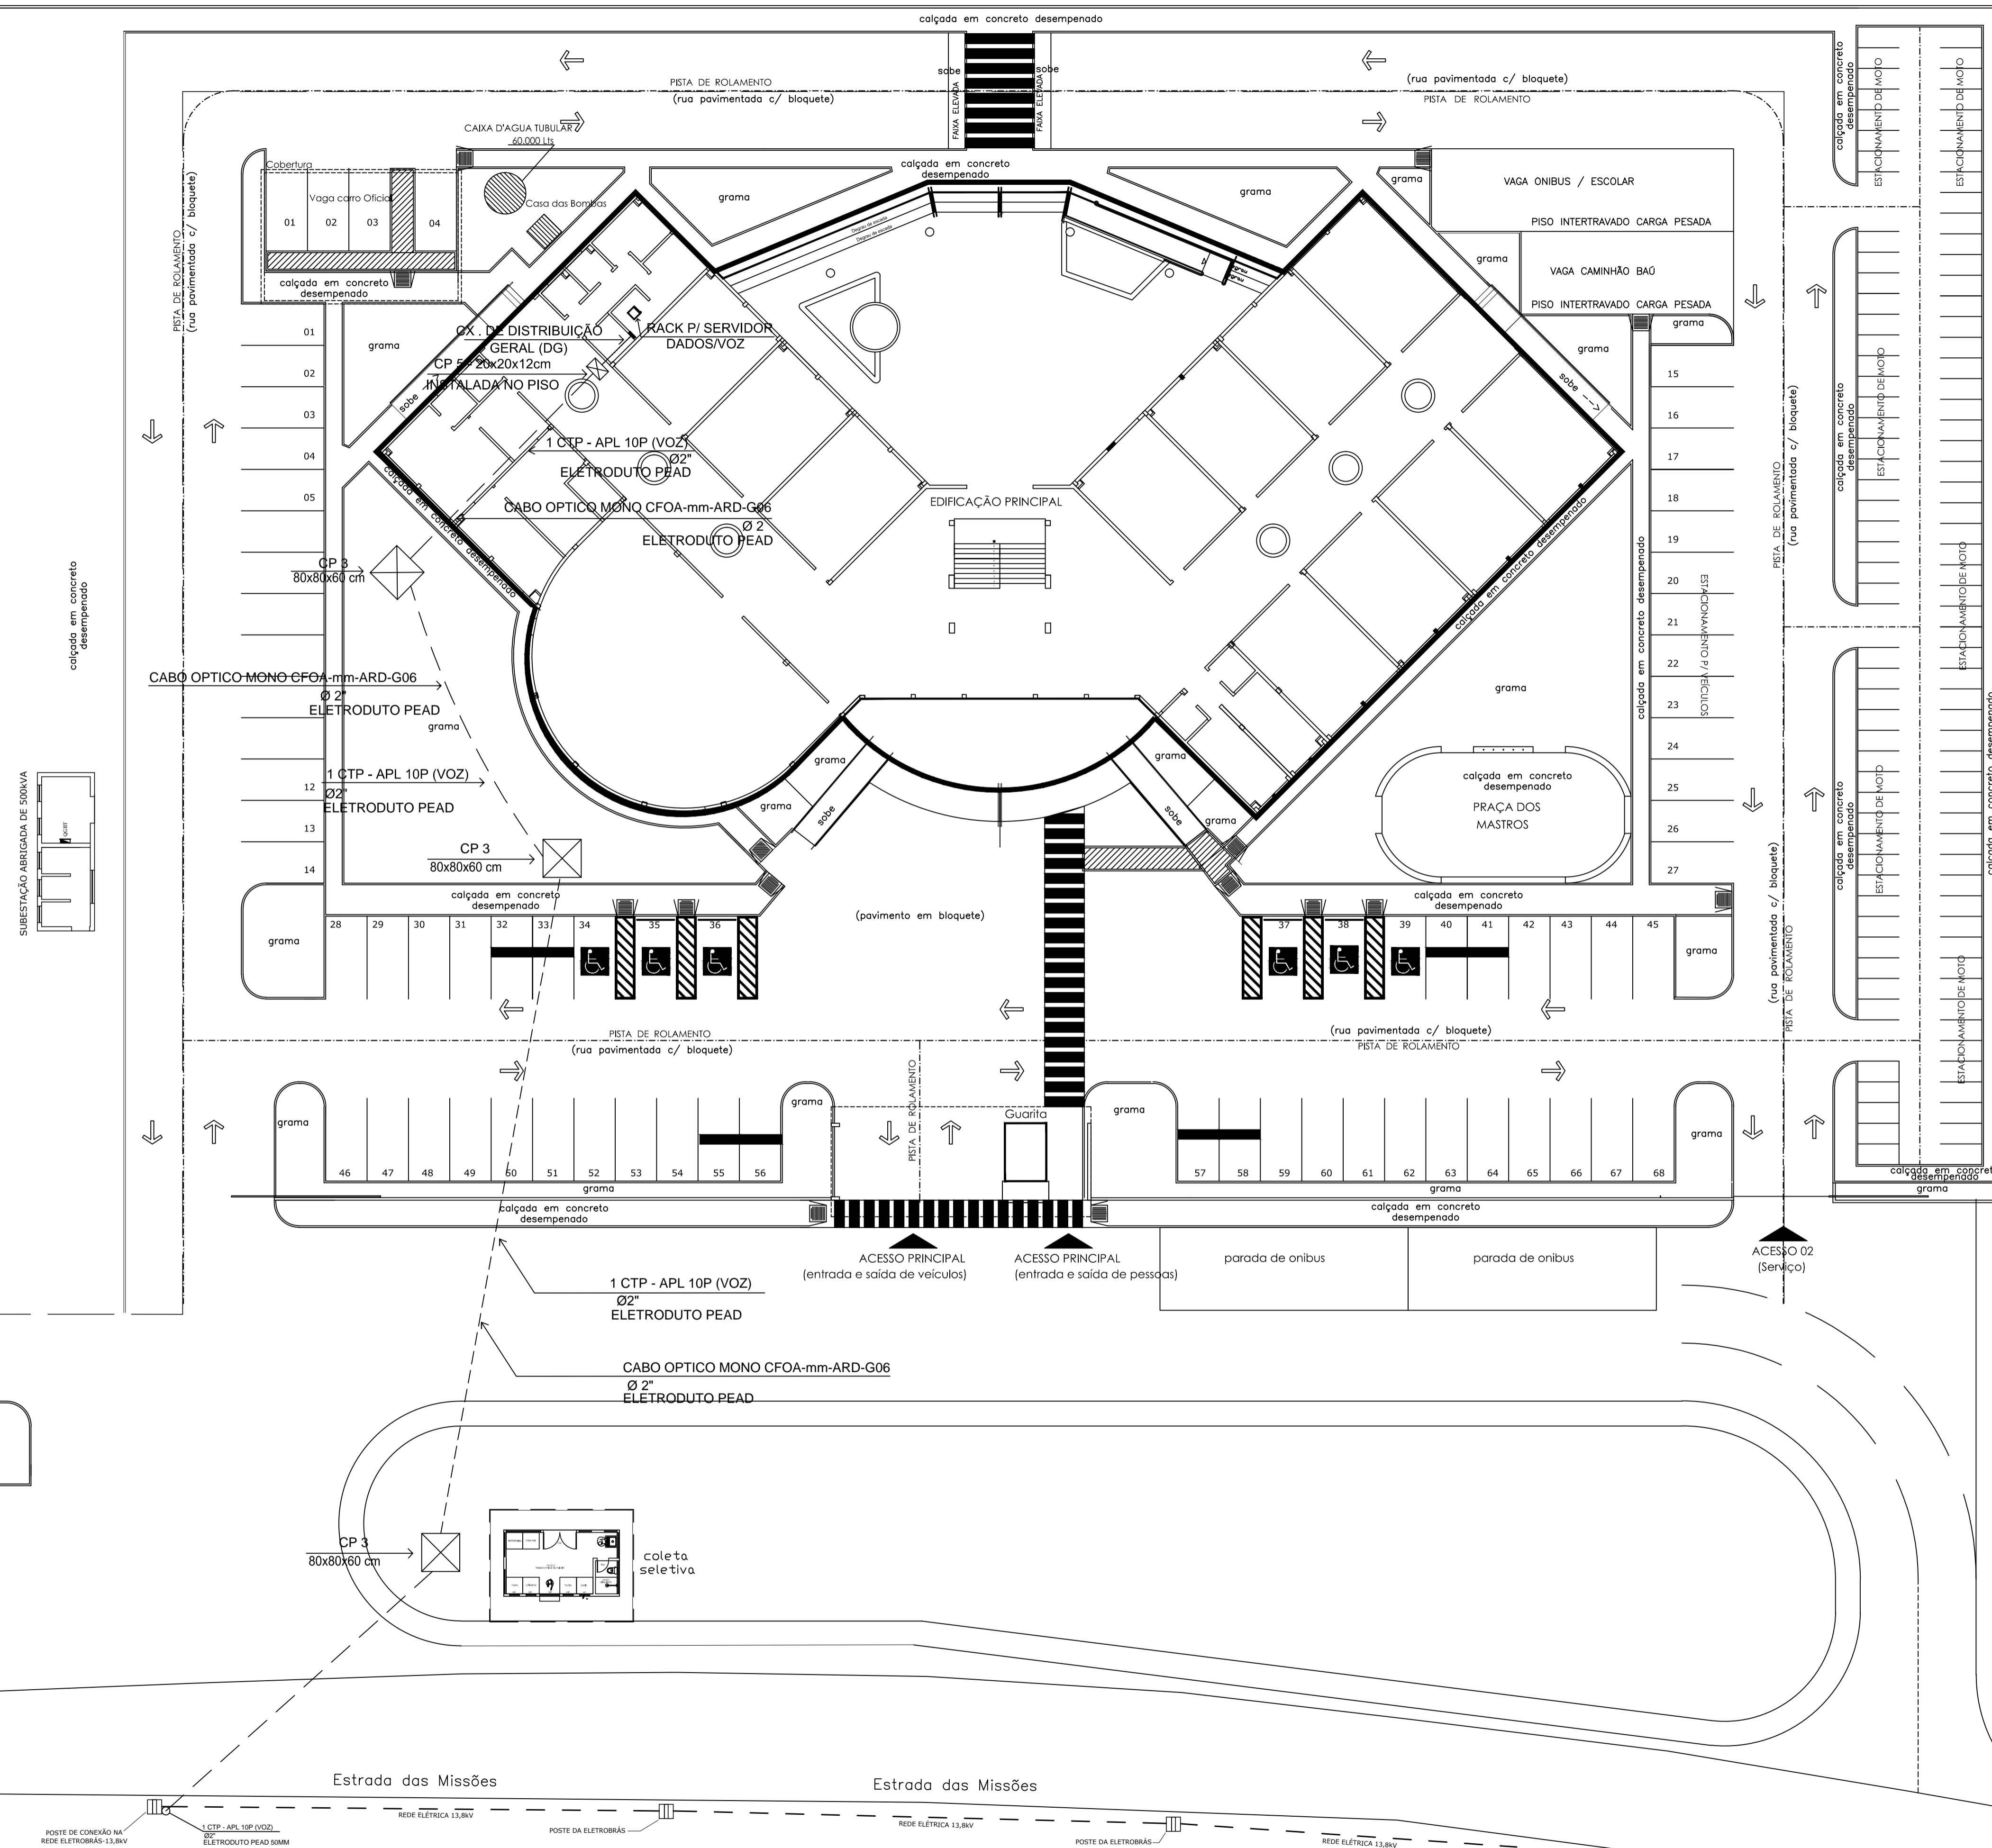 calçada em concreto desempenado
PISTA DE ROLAMENTO
(rua pavimentada c/ bloquete)
sobe
sobe
FAIXA ELEVADA
FAIXA ELEVADA
(rua pavimentada c/ bloquete)
PISTA DE ROLAMENTO
calçada em concreto
desempenado
ESTACIONAMENTO DE MOTO
ESTACIONAMENTO DE MOTO
CAIXA D'AGUA TUBULAR
60.000 Lts
Cobertura
Vaga carro Oficial
01
02
03
04
Casa das Bombas
calçada em concreto
desempenado
PISTA DE ROLAMENTO
(rua pavimentada c/ bloquete)
grama
calçada em concreto
desempenado
grama
Degrau de escada
Degrau de escada
grama
VAGA ONIBUS / ESCOLAR
PISO INTERTRAVADO CARGA PESADA
grama
VAGA CAMINHÃO BAÚ
PISO INTERTRAVADO CARGA PESADA
grama
grama
sobe
01
02
03
04
05
grama
sobe
CX . DE DISTRIBUIÇÃO
GERAL (DG)
RACK P/ SERVIDOR
DADOS/VOZ
CP 5 - 20x20x12cm
INSTALADA NO PISO
1 CTP - APL 10P (VOZ)
Ø2"
ELETRODUTO PEAD
CABO OPTICO MONO CFOA-mm-ARD-G06
Ø 2
ELETRODUTO PEAD
calçada em concreto desempenado
EDIFICAÇÃO PRINCIPAL
calçada em concreto desempenado
15
16
17
18
19
20
21
22
23
24
25
26
27
ESTACIONAMENTO P/ VEÍCULOS
calçada em concreto desempenado
PISTA DE ROLAMENTO
(rua pavimentada c/ bloquete)
calçada em concreto
desempenado
ESTACIONAMENTO DE MOTO
ESTACIONAMENTO DE MOTO
calçada em concreto
desempenado
CP 3
80x80x60 cm
CABO OPTICO MONO CFOA-mm-ARD-G06
Ø 2"
ELETRODUTO PEAD
grama
1 CTP - APL 10P (VOZ)
Ø2"
ELETRODUTO PEAD
12
13
14
SUBESTAÇÃO ABRIGADA DE 500kVA
QGBT
CP 3
80x80x60 cm
grama
grama
sobe
grama
sobe
grama
grama
calçada em concreto
desempenado
PRAÇA DOS
MASTROS
calçada em concreto
desempenado
ESTACIONAMENTO DE MOTO
calçada em concreto desempenado
calçada em concreto
desempenado
(pavimento em bloquete)
calçada em concreto
desempenado
grama
28
29
30
31
32
33
34
35
36
37
38
39
40
41
42
43
44
45
grama
(rua pavimentada c/ bloquete)
PISTA DE ROLAMENTO
ESTACIONAMENTO DE MOTO
PISTA DE ROLAMENTO
(rua pavimentada c/ bloquete)
(rua pavimentada c/ bloquete)
PISTA DE ROLAMENTO
PISTA DE ROLAMENTO
grama
grama
Guarita
grama
grama
46
47
48
49
50
51
52
53
54
55
56
57
58
59
60
61
62
63
64
65
66
67
68
grama
grama
calçada em concreto
desempenado
calçada em concreto
desempenado
calçada em concret
desempenado
grama
ACESSO PRINCIPAL
(entrada e saída de veículos)
ACESSO PRINCIPAL
(entrada e saída de pessoas)
parada de onibus
parada de onibus
ACESSO 02
(Serviço)
1 CTP - APL 10P (VOZ)
Ø2"
ELETRODUTO PEAD
CABO OPTICO MONO CFOA-mm-ARD-G06
Ø 2"
ELETRODUTO PEAD
CP 3
80x80x60 cm
coleta
seletiva
Estrada das Missões
Estrada das Missões
POSTE DE CONEXÃO NA
REDE ELETROBRÁS-13,8kV
1 CTP - APL 10P (VOZ)
Ø2"
ELETRODUTO PEAD 50MM
REDE ELÉTRICA 13,8kV
POSTE DA ELETROBRÁS
REDE ELÉTRICA 13,8kV
POSTE DA ELETROBRÁS
REDE ELÉTRICA 13,8kV